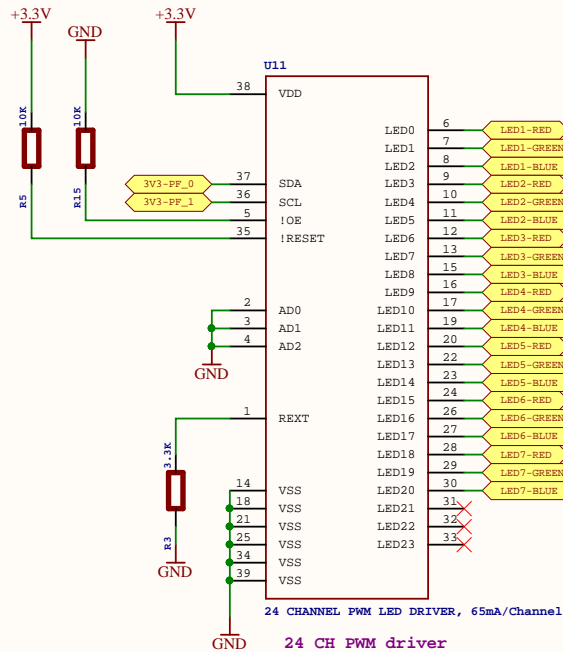 +3.3V
GND
+3.3V
U11
10K
R5
10K
R15
38 VDD
3V3-PF_0 37 SDA
3V3-PF_1 36 SCL
5 !OE
35 !RESET
2 AD0
3 AD1
4 AD2
GND
1 REXT
3.3K
R3
GND
14 VSS
18 VSS
21 VSS
25 VSS
34 VSS
39 VSS
GND
LED0 6 LED1-RED
LED1 7 LED1-GREEN
LED2 8 LED1-BLUE
LED3 9 LED2-RED
LED4 10 LED2-GREEN
LED5 11 LED2-BLUE
LED6 12 LED3-RED
LED7 13 LED3-GREEN
LED8 15 LED3-BLUE
LED9 16 LED4-RED
LED10 17 LED4-GREEN
LED11 19 LED4-BLUE
LED12 20 LED5-RED
LED13 22 LED5-GREEN
LED14 23 LED5-BLUE
LED15 24 LED6-RED
LED16 26 LED6-GREEN
LED17 27 LED6-BLUE
LED18 28 LED7-RED
LED19 29 LED7-GREEN
LED20 30 LED7-BLUE
LED21 31
LED22 32
LED23 33
24 CHANNEL PWM LED DRIVER, 65mA/Channel
24 CH PWM driver